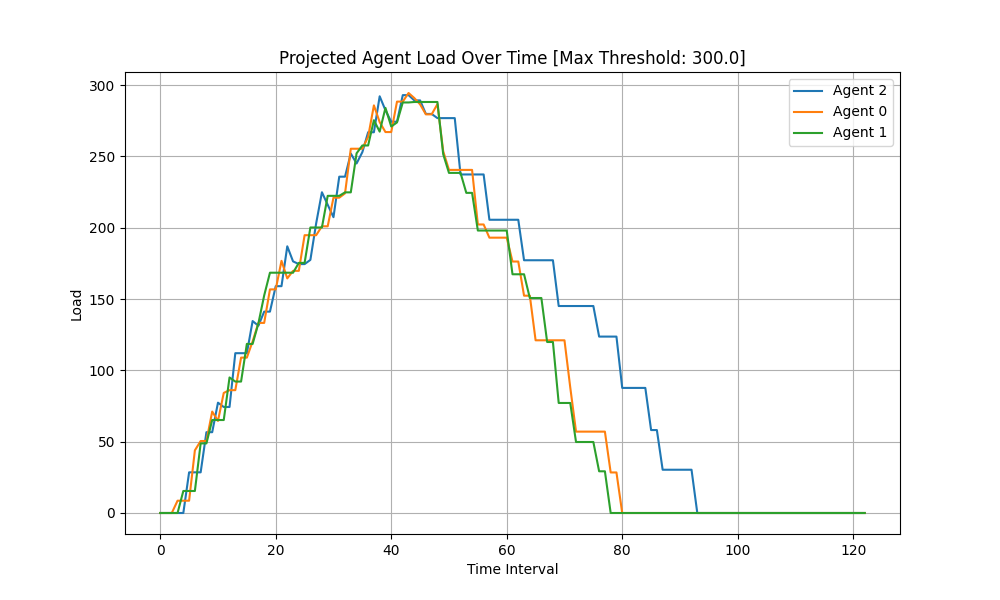 Projected Agent Load Over Time [Max Threshold: 300.0]
Agent 2
Agent 0
Agent 1
Load
300
250
200
150
100
50
0
0 20 40 60 80 100 120
Time Interval